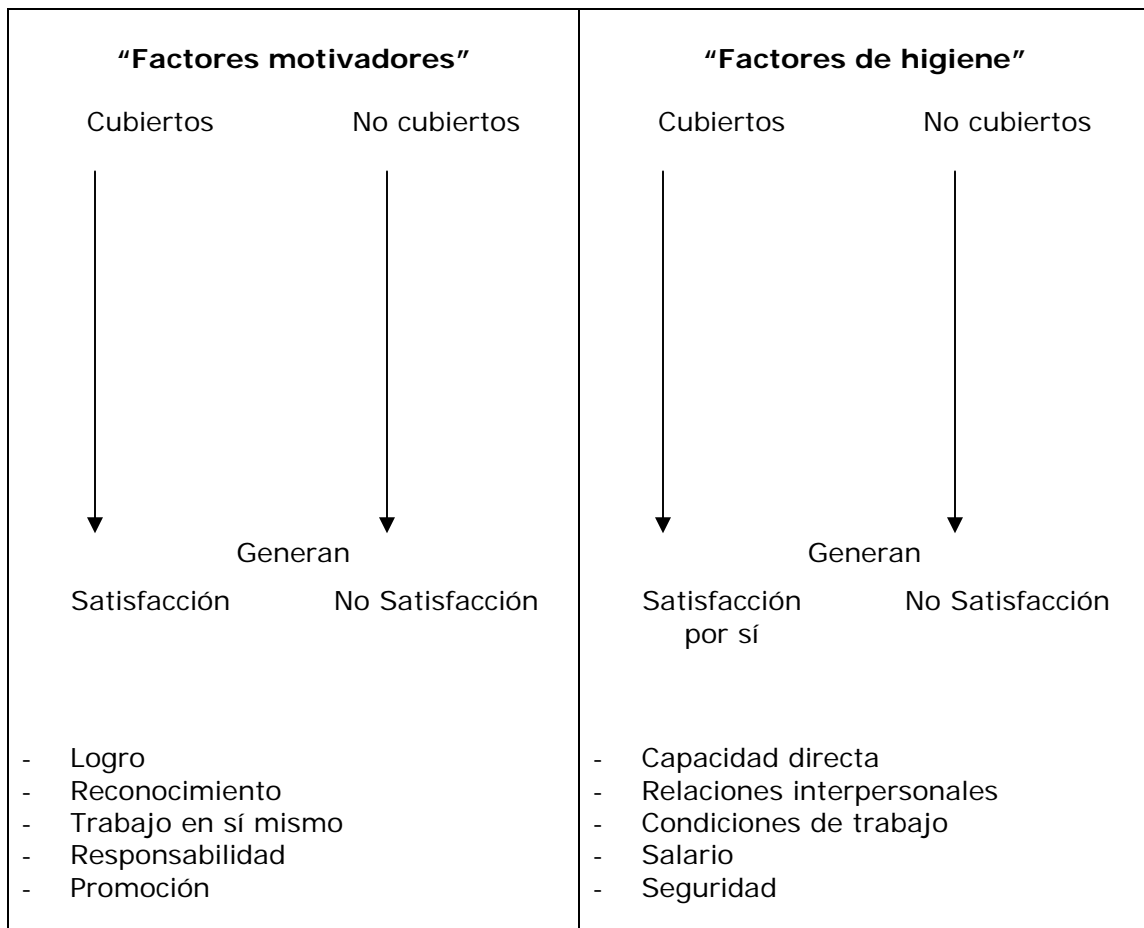 “Factores motivadores”
Cubiertos No cubiertos
Generan
Satisfacción No Satisfacción
- Logro
- Reconocimiento
- Trabajo en sí mismo
- Responsabilidad
- Promoción
“Factores de higiene”
Cubiertos No cubiertos
Generan
Satisfacción No Satisfacción
por sí
- Capacidad directa
- Relaciones interpersonales
- Condiciones de trabajo
- Salario
- Seguridad